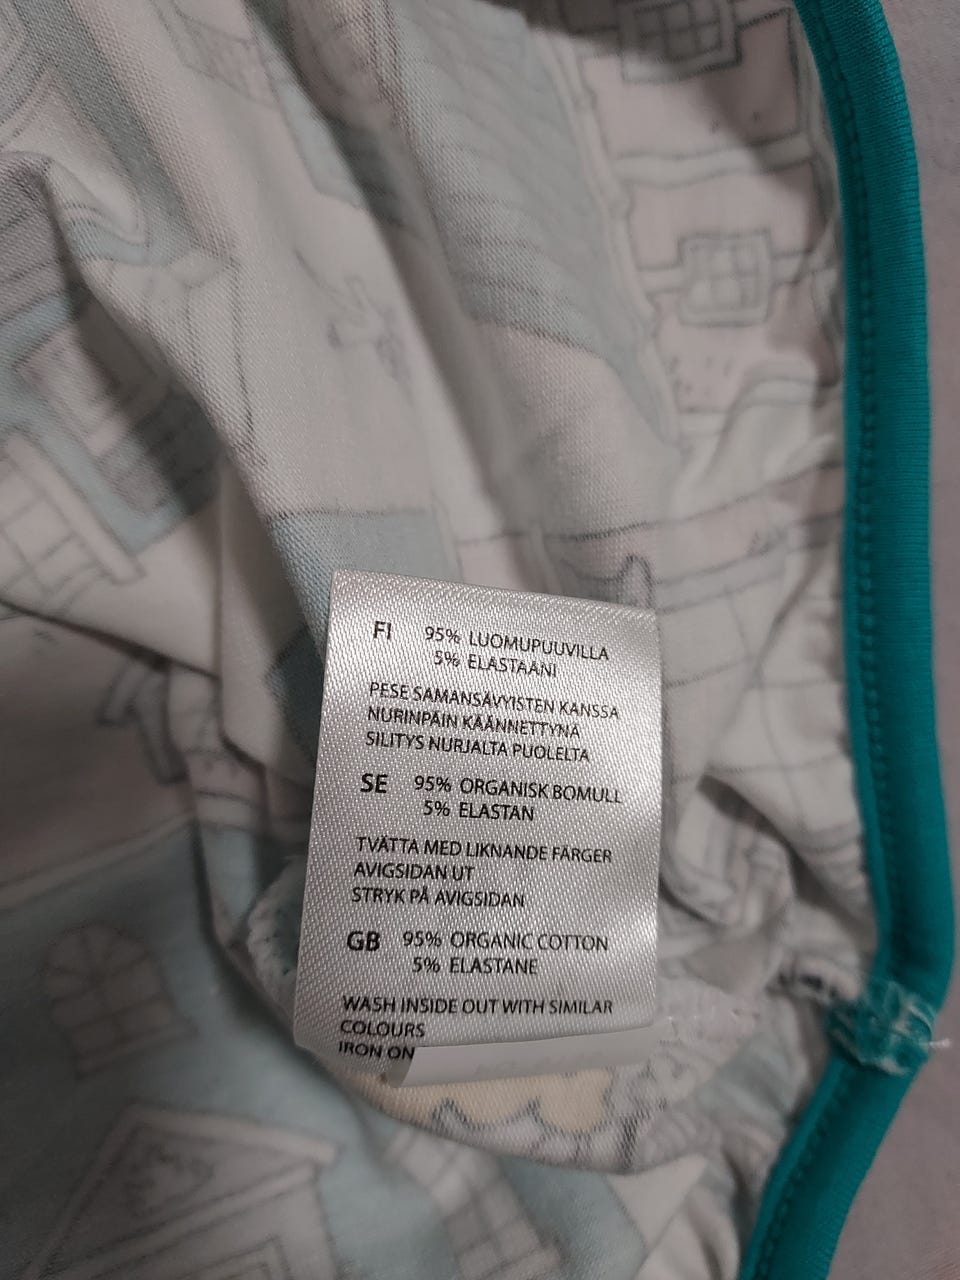 FI 95% LUOMUPUUVILLA
5% ELASTAANI
PESE SAMANSÄVYISTEN KANSSA
NURINPÄIN KÄÄNNETTYNÄ
SILITYS NURJALTA PUOLELTA
SE 95% ORGANISK BOMULL
5% ELASTAN
TVÄTTA MED LIKNANDE FÄRGER
AVIGSIDAN UT
STRYK PÅ AVIGSIDAN
GB 95% ORGANIC COTTON
5% ELASTANE
WASH INSIDE OUT WITH SIMILAR
COLOURS
IRON ON